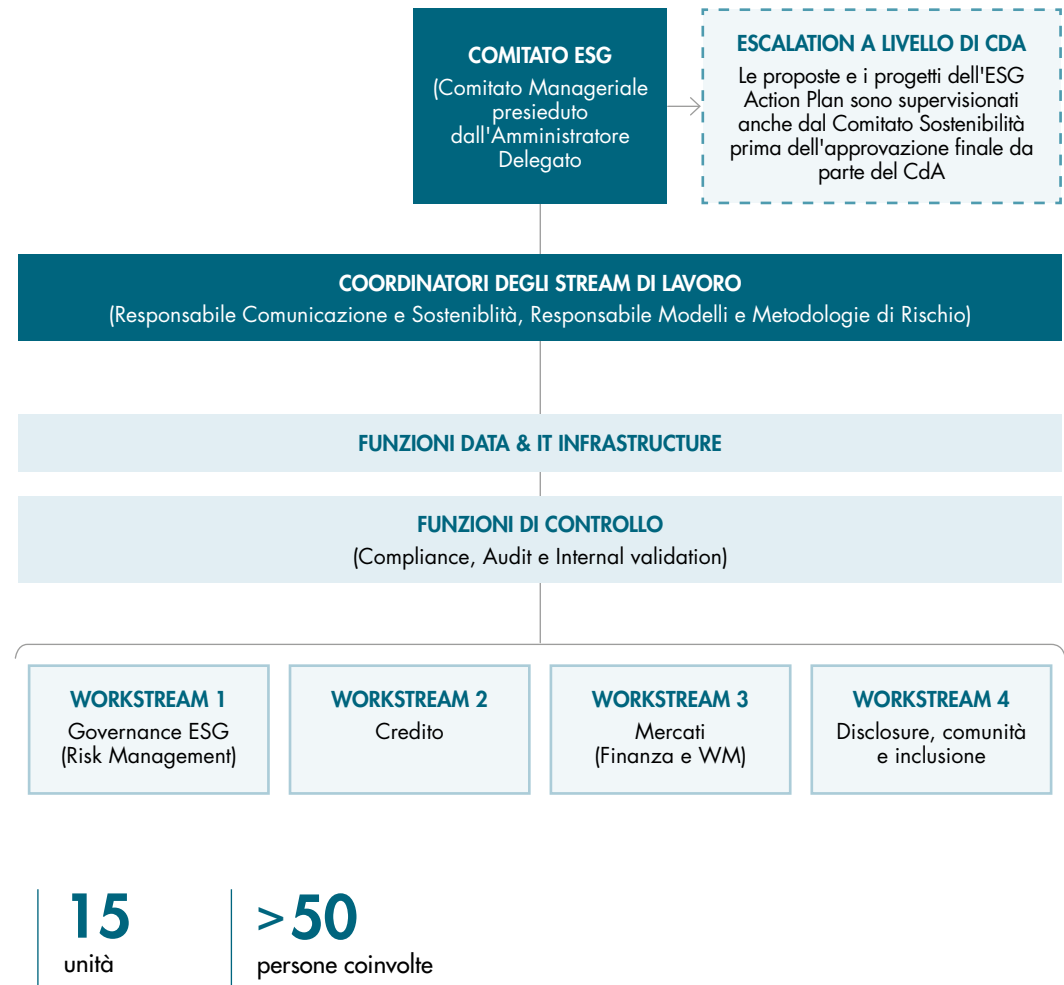 COMITATO ESG
(Comitato Manageriale
presieduto
dall'Amministratore
Delegato
ESCALATION A LIVELLO DI CDA
Le proposte e i progetti dell'ESG
Action Plan sono supervisionati
anche dal Comitato Sostenibilità
prima dell'approvazione finale da
parte del CdA
COORDINATORI DEGLI STREAM DI LAVORO
(Responsabile Comunicazione e Sosteniblità, Responsabile Modelli e Metodologie di Rischio)
FUNZIONI DATA & IT INFRASTRUCTURE
FUNZIONI DI CONTROLLO
(Compliance, Audit e Internal validation)
WORKSTREAM 1
Governance ESG
(Risk Management)
WORKSTREAM 2
Credito
WORKSTREAM 3
Mercati
(Finanza e WM)
WORKSTREAM 4
Disclosure, comunità
e inclusione
15
unità
>50
persone coinvolte